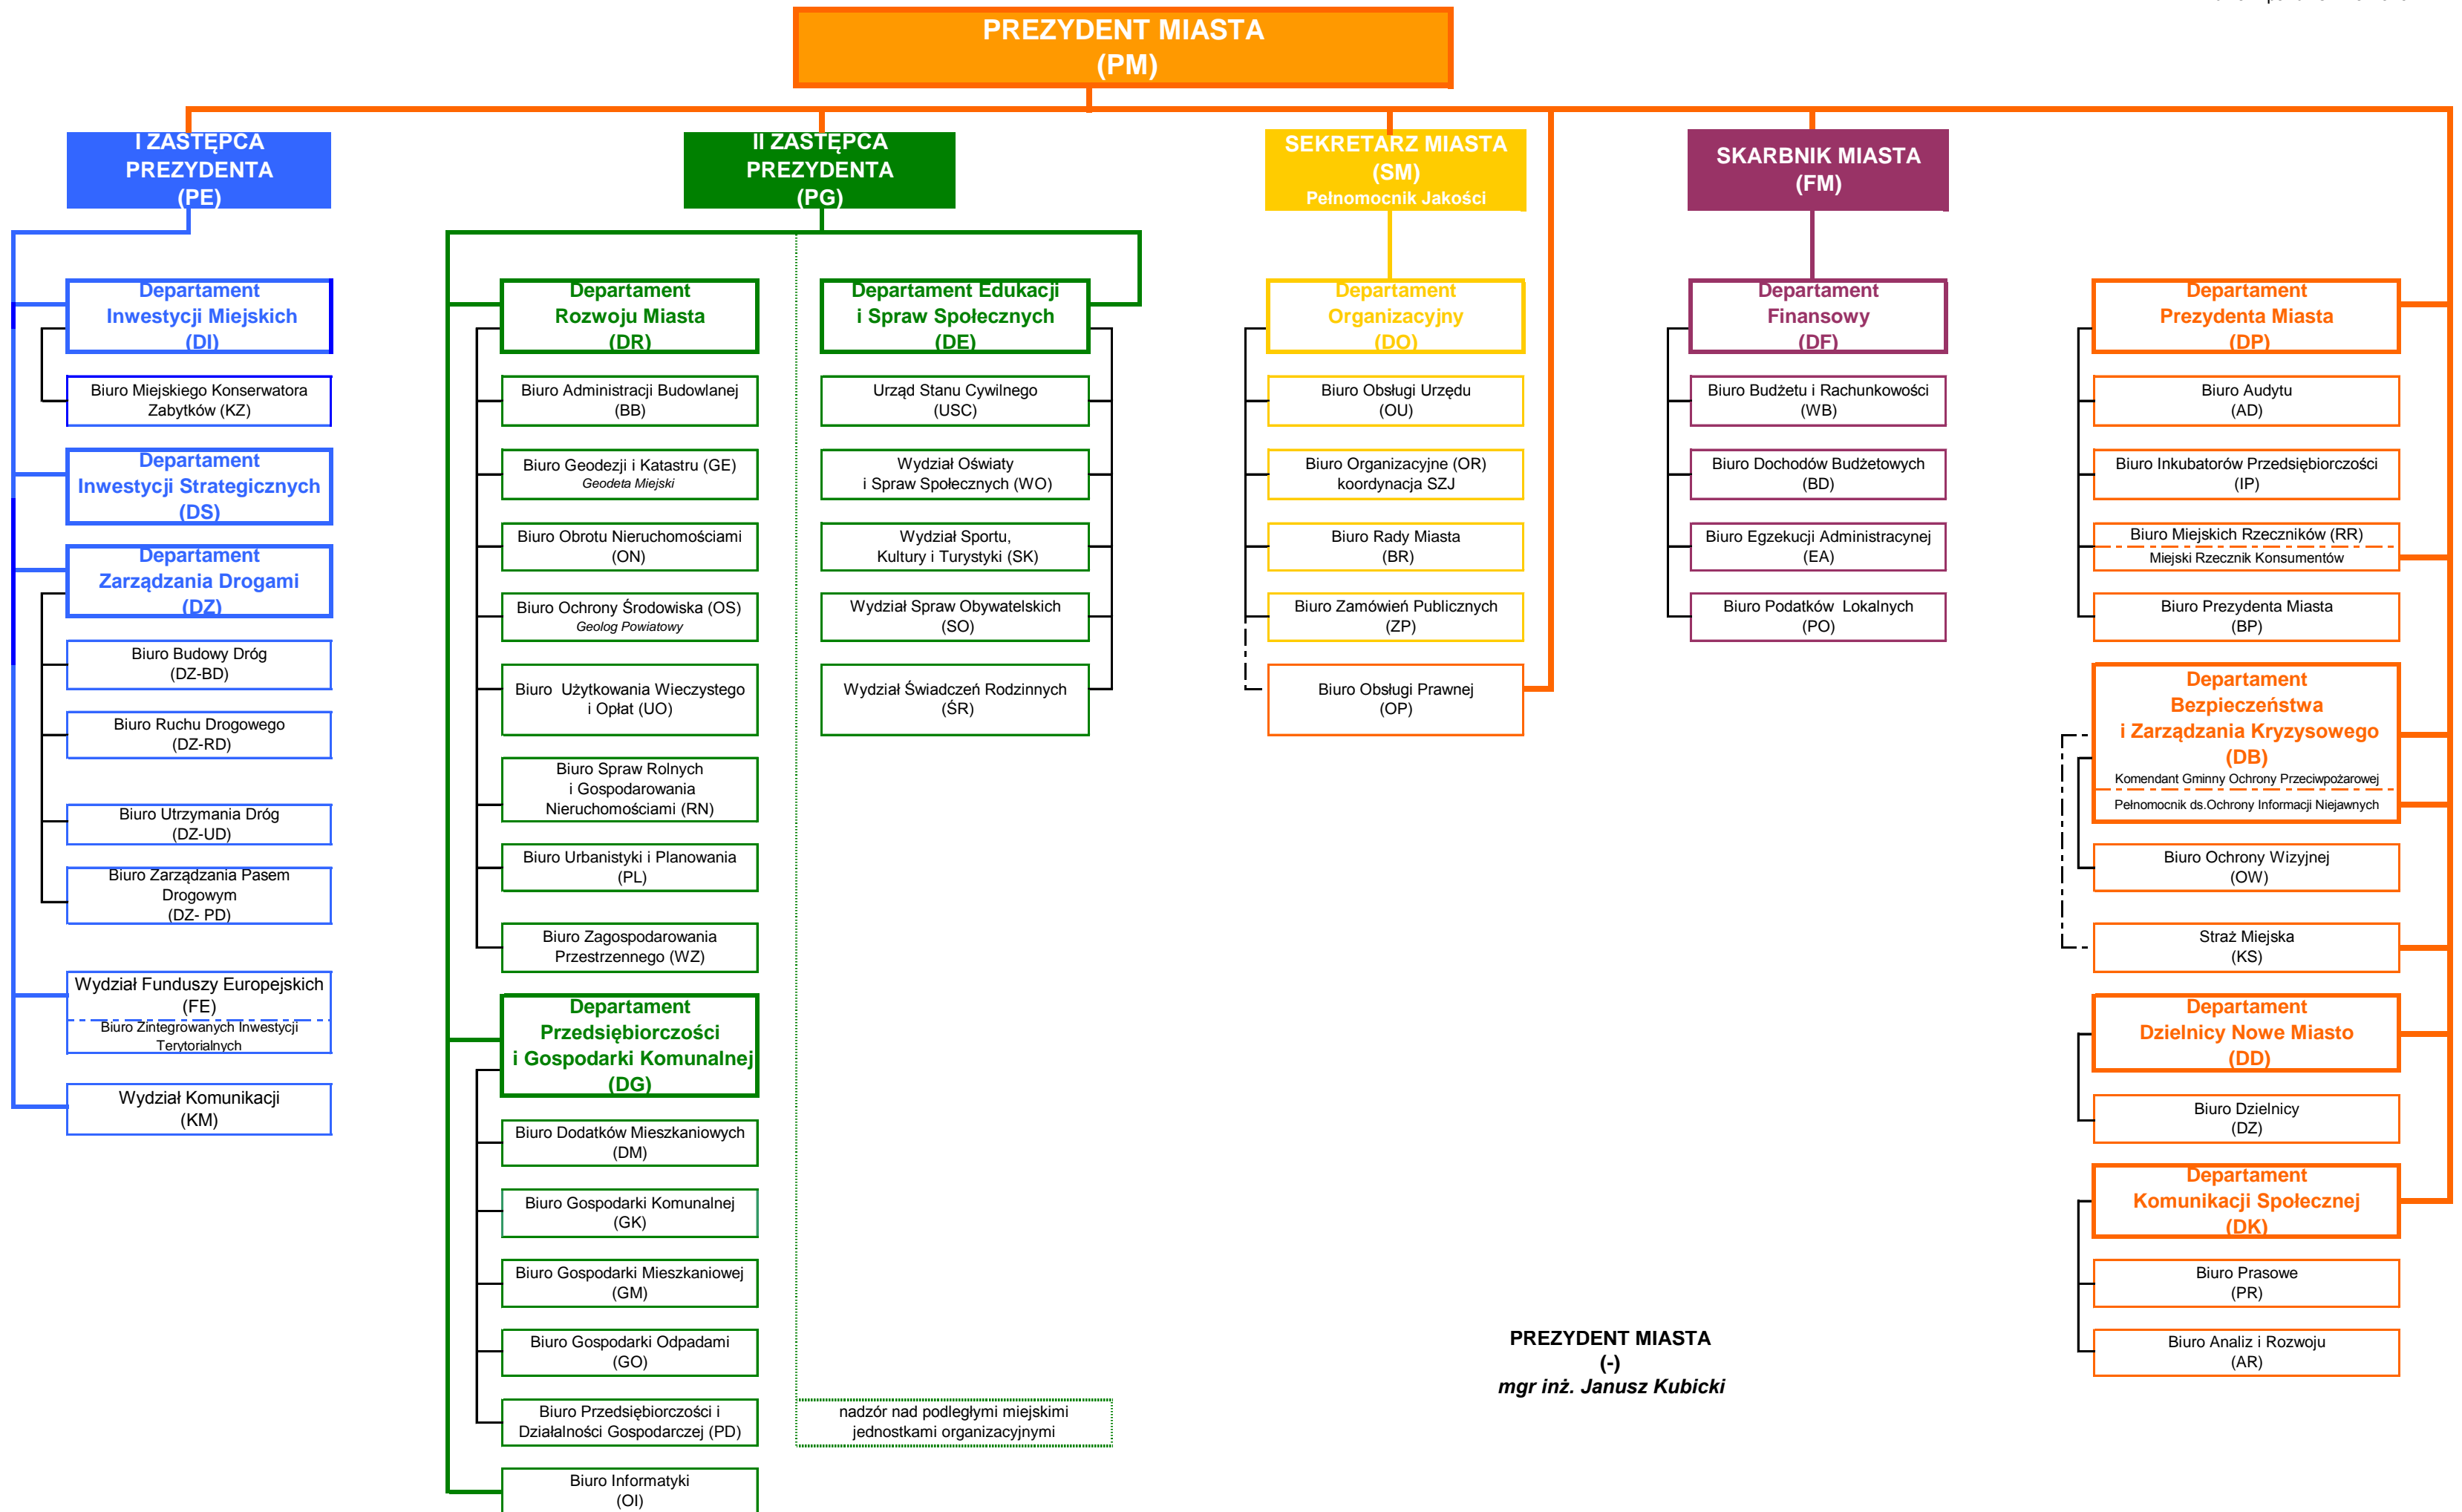 PREZYDENT MIASTA
(PM)
I ZASTĘPCA
PREZYDENTA
(PE)
II ZASTĘPCA
PREZYDENTA
(PG)
SEKRETARZ MIASTA
(SM)
Pełnomocnik Jakości
SKARBNIK MIASTA
(FM)
Departament
Inwestycji Miejskich
(DI)
Biuro Miejskiego Konserwatora
Zabytków (KZ)
Departament
Inwestycji Strategicznych
(DS)
Departament
Zarządzania Drogami
(DZ)
Biuro Budowy Dróg
(DZ-BD)
Biuro Ruchu Drogowego
(DZ-RD)
Biuro Utrzymania Dróg
(DZ-UD)
Biuro Zarządzania Pasem
Drogowym
(DZ- PD)
Wydział Funduszy Europejskich
(FE)
Biuro Zintegrowanych Inwestycji
Terytorialnych
Wydział Komunikacji
(KM)
Departament
Rozwoju Miasta
(DR)
Biuro Administracji Budowlanej
(BB)
Biuro Geodezji i Katastru (GE)
Geodeta Miejski
Biuro Obrotu Nieruchomościami
(ON)
Biuro Ochrony Środowiska (OS)
Geolog Powiatowy
Biuro  Użytkowania Wieczystego
i Opłat (UO)
Biuro Spraw Rolnych
i Gospodarowania
Nieruchomościami (RN)
Biuro Urbanistyki i Planowania
(PL)
Biuro Zagospodarowania
Przestrzennego (WZ)
Departament
Przedsiębiorczości
i Gospodarki Komunalnej
(DG)
Biuro Dodatków Mieszkaniowych
(DM)
Biuro Gospodarki Komunalnej
(GK)
Biuro Gospodarki Mieszkaniowej
(GM)
Biuro Gospodarki Odpadami
(GO)
Biuro Przedsiębiorczości i
Działalności Gospodarczej (PD)
Biuro Informatyki
(OI)
Departament Edukacji
i Spraw Społecznych
(DE)
Urząd Stanu Cywilnego
(USC)
Wydział Oświaty
i Spraw Społecznych (WO)
Wydział Sportu,
Kultury i Turystyki (SK)
Wydział Spraw Obywatelskich
(SO)
Wydział Świadczeń Rodzinnych
(ŚR)
nadzór nad podległymi miejskimi
jednostkami organizacyjnymi
Departament
Organizacyjny
(DO)
Biuro Obsługi Urzędu
(OU)
Biuro Organizacyjne (OR)
koordynacja SZJ
Biuro Rady Miasta
(BR)
Biuro Zamówień Publicznych
(ZP)
Biuro Obsługi Prawnej
(OP)
Departament
Finansowy
(DF)
Biuro Budżetu i Rachunkowości
(WB)
Biuro Dochodów Budżetowych
(BD)
Biuro Egzekucji Administracynej
(EA)
Biuro Podatków  Lokalnych
(PO)
Departament
Prezydenta Miasta
(DP)
Biuro Audytu
(AD)
Biuro Inkubatorów Przedsiębiorczości
(IP)
Biuro Miejskich Rzeczników (RR)
Miejski Rzecznik Konsumentów
Biuro Prezydenta Miasta
(BP)
Departament
Bezpieczeństwa
i Zarządzania Kryzysowego
(DB)
Komendant Gminny Ochrony Przeciwpożarowej
Pełnomocnik ds.Ochrony Informacji Niejawnych
Biuro Ochrony Wizyjnej
(OW)
Straż Miejska
(KS)
Departament
Dzielnicy Nowe Miasto
(DD)
Biuro Dzielnicy
(DZ)
Departament
Komunikacji Społecznej
(DK)
Biuro Prasowe
(PR)
Biuro Analiz i Rozwoju
(AR)
PREZYDENT MIASTA
(-)
mgr inż. Janusz Kubicki